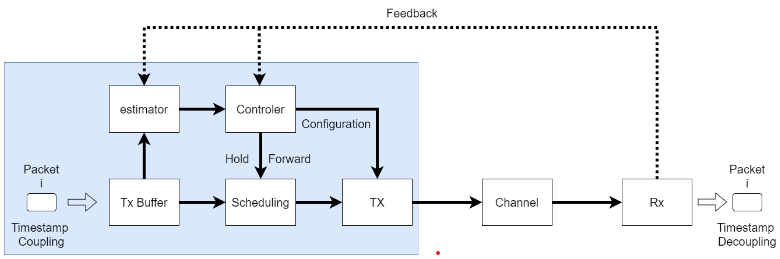 Feedback
estimator
Controler
Configuration
Hold
Forward
Packet
i
Timestamp
Coupling
Tx Buffer
Scheduling
TX
Channel
Rx
Packet
i
Timestamp
Decoupling